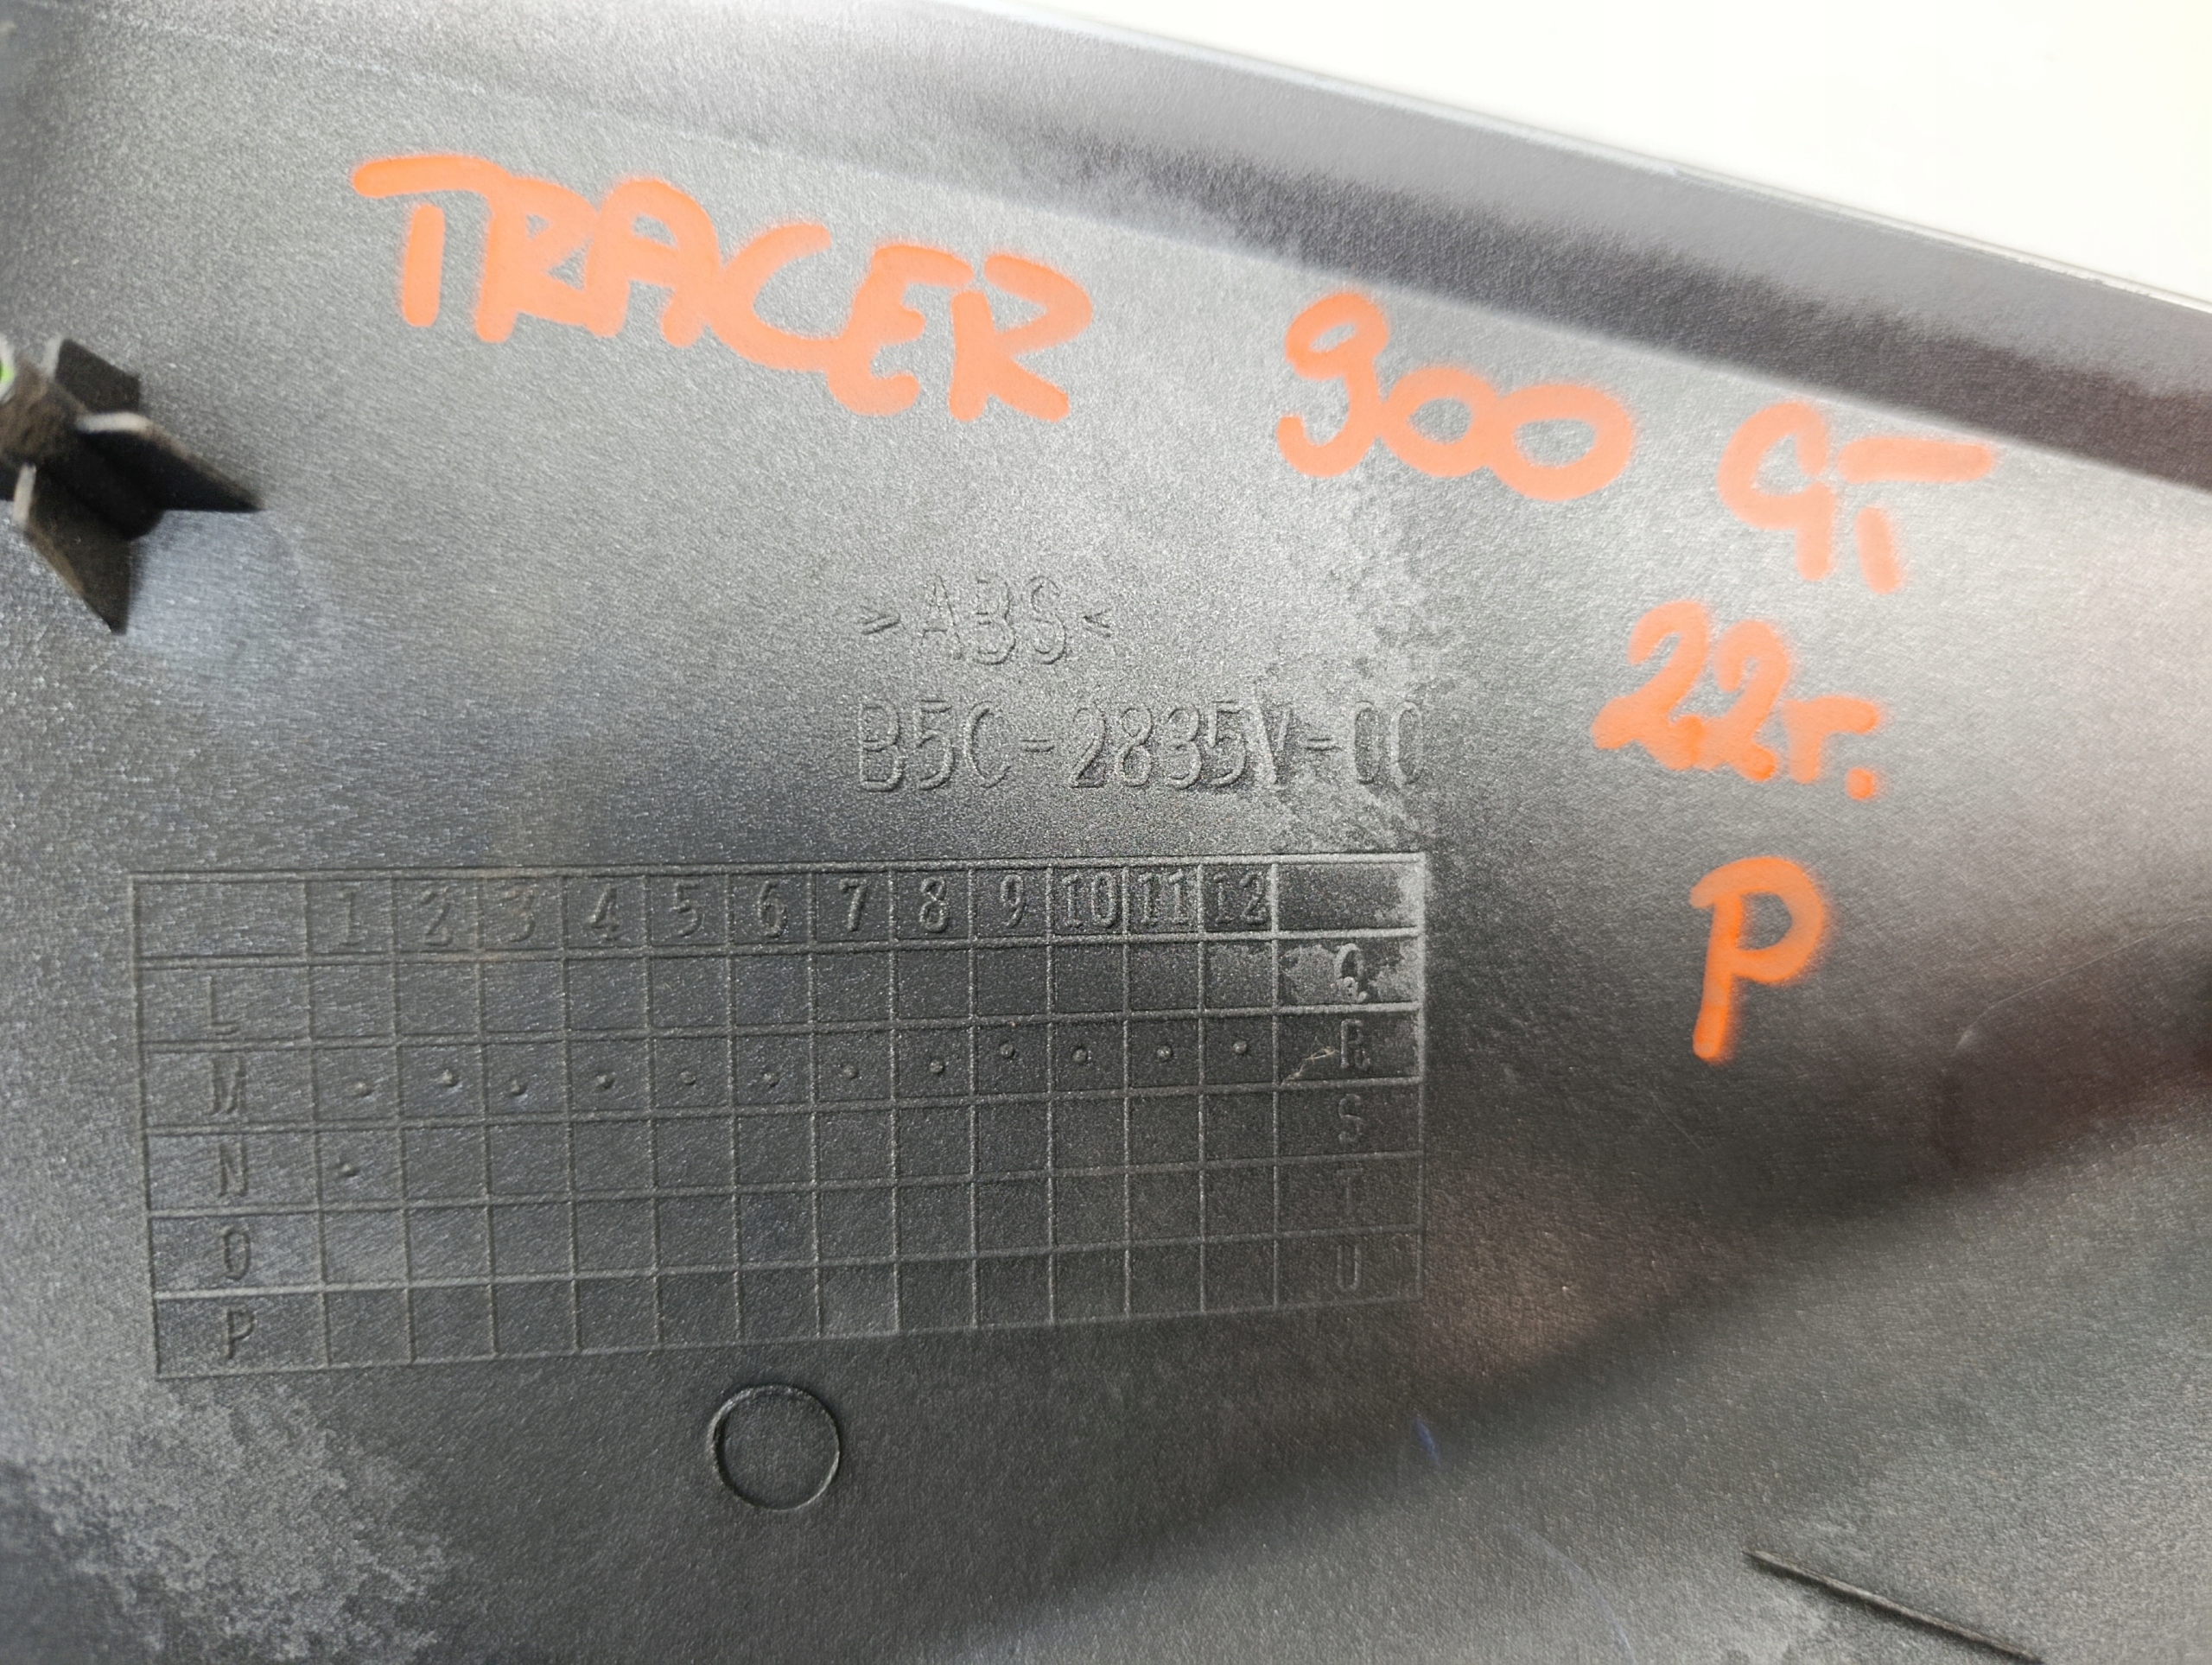 TRACER 900 GT
22r.
P
>ABS<
B5C-2835V-00
1 2 3 4 5 6 7 8 9 10 11 12
L Q
M R
N S
O T
P U